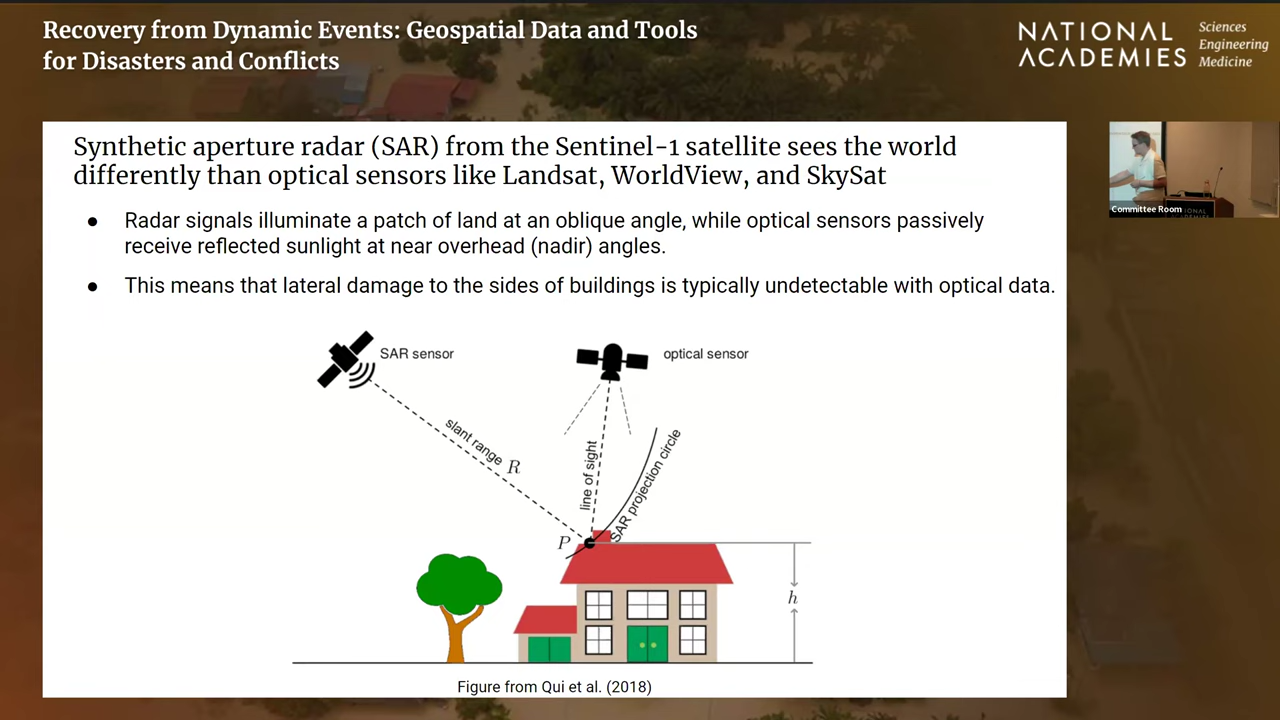 Recovery from Dynamic Events: Geospatial Data and Tools
for Disasters and Conflicts
NATIONAL
ACADEMIES
Sciences
Engineering
Medicine
Synthetic aperture radar (SAR) from the Sentinel-1 satellite sees the world
differently than optical sensors like Landsat, WorldView, and SkySat
● Radar signals illuminate a patch of land at an oblique angle, while optical sensors passively
receive reflected sunlight at near overhead (nadir) angles.
● This means that lateral damage to the sides of buildings is typically undetectable with optical data.
SAR sensor
optical sensor
slant range R
line of sight
SAR projection circle
P
h
Figure from Qui et al. (2018)
Committee Room